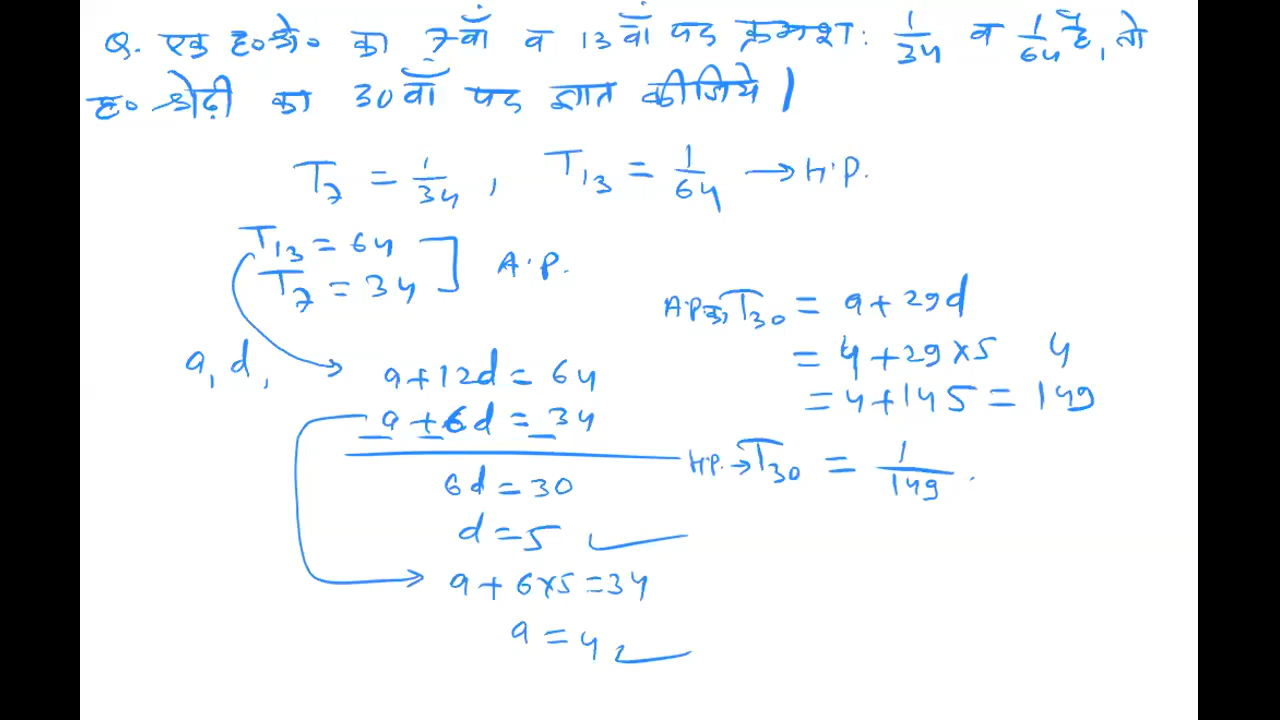 Q. एक ह० श्रे० का 7वाँ व 13वाँ पद क्रमशः 1/34 व 1/64 है, तो
ह० श्रेढ़ी का 30वाँ पद ज्ञात कीजिये।
T₇ = 1/34 , T₁₃ = 1/64 → H.P.
T₁₃ = 64
T₇ = 34 ] A.P.
a, d,
a + 12d = 64
a + 6d = 34
− − −
6d = 30
d = 5
a + 6×5 = 34
a = 4
A.P. का T₃₀ = a + 29d
= 4 + 29×5 4
= 4 + 145 = 149
H.P. → T₃₀ = 1/149 .